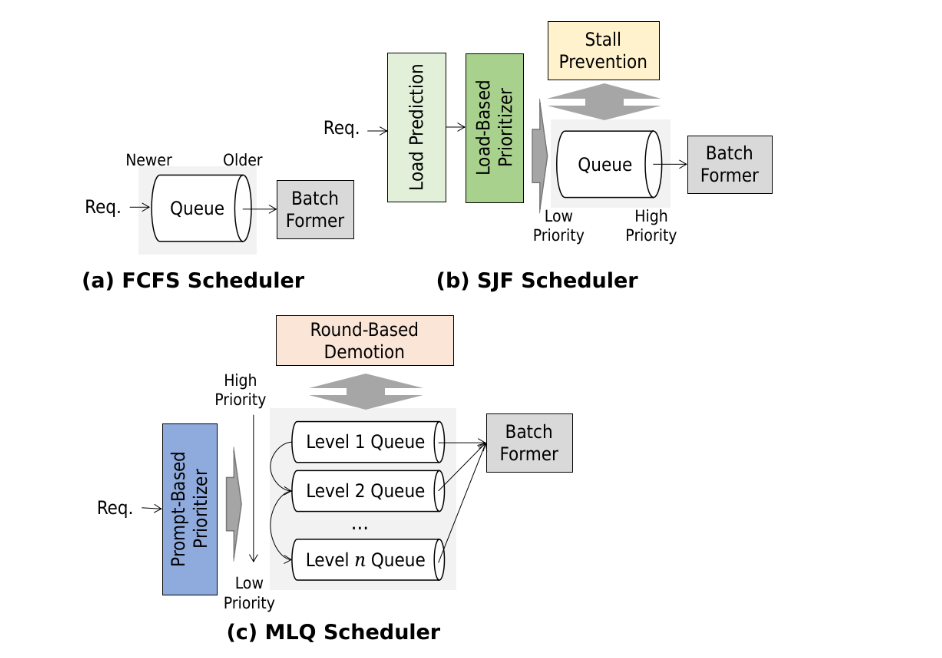 Newer
Older
Req.
Queue
Batch
Former
(a) FCFS Scheduler
Req.
Load Prediction
Load-Based
Prioritizer
Stall
Prevention
Queue
Low
Priority
High
Priority
Batch
Former
(b) SJF Scheduler
Round-Based
Demotion
High
Priority
Req.
Prompt-Based
Prioritizer
Level 1 Queue
Level 2 Queue
...
Level n Queue
Low
Priority
Batch
Former
(c) MLQ Scheduler